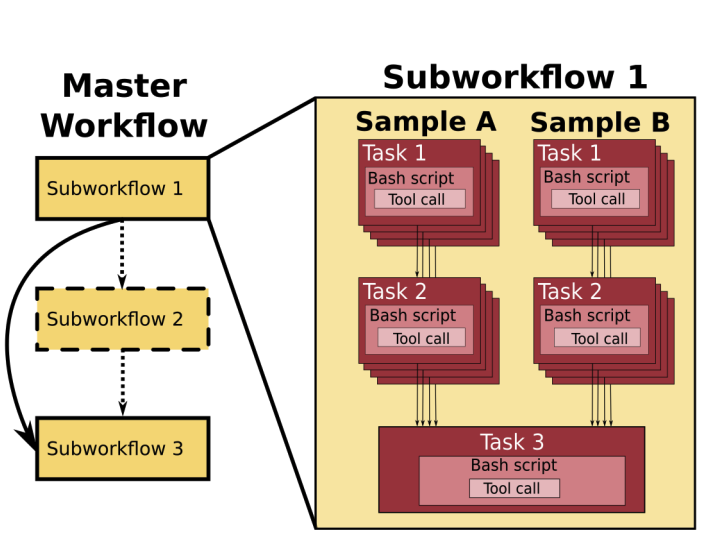 Master
Workflow
Subworkflow 1
Subworkflow 2
Subworkflow 3
Subworkflow 1
Sample A
Sample B
Task 1
Bash script
Tool call
Task 1
Bash script
Tool call
Task 2
Bash script
Tool call
Task 2
Bash script
Tool call
Task 3
Bash script
Tool call